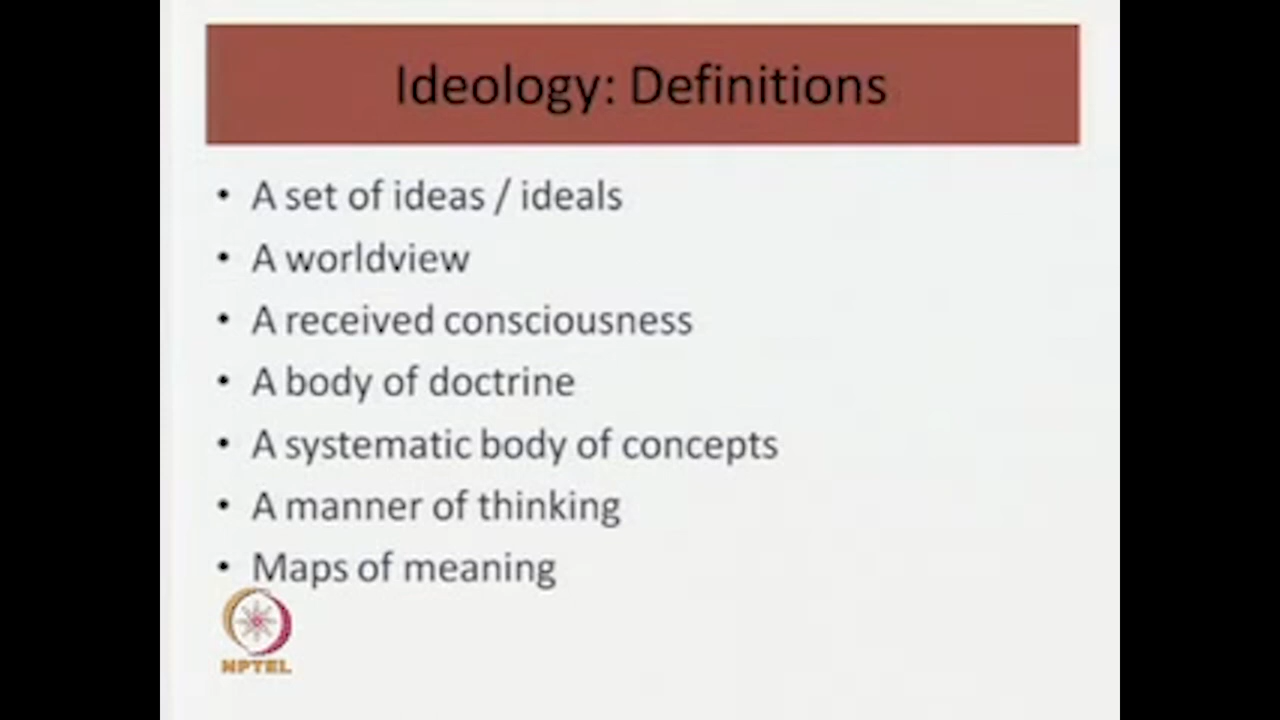 Ideology: Definitions
• A set of ideas / ideals
• A worldview
• A received consciousness
• A body of doctrine
• A systematic body of concepts
• A manner of thinking
• Maps of meaning
NPTEL